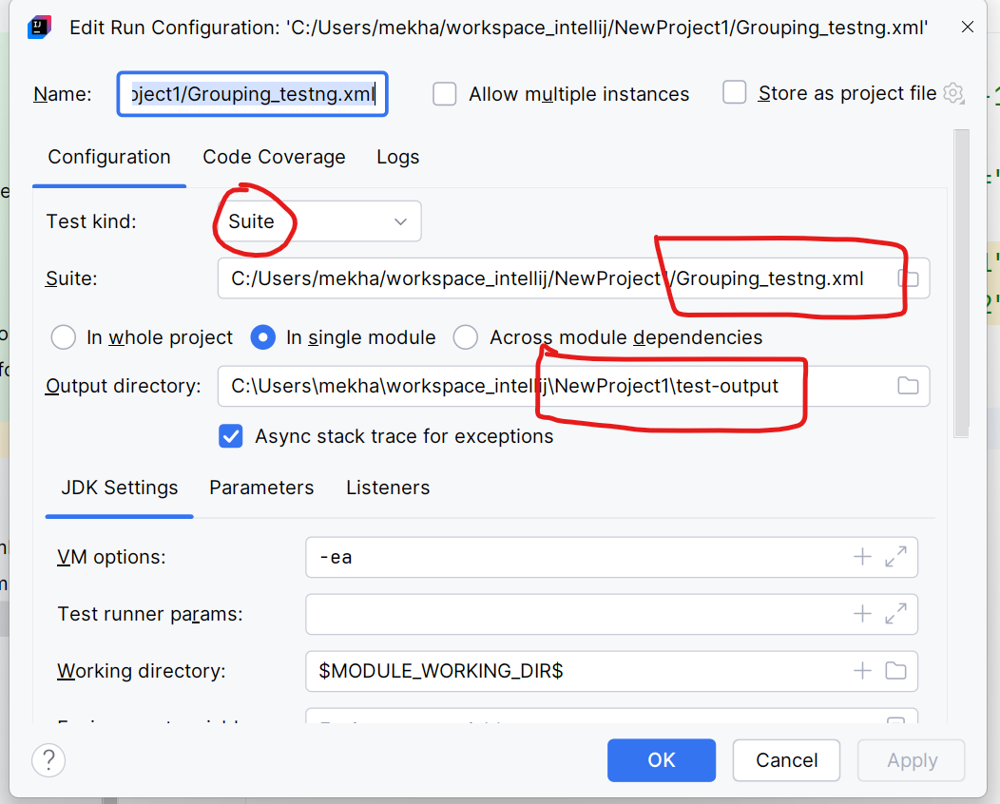 Edit Run Configuration: 'C:/Users/mekha/workspace_intellij/NewProject1/Grouping_testng.xml'
Name: oject1/Grouping_testng.xml Allow multiple instances Store as project file
Configuration Code Coverage Logs
Test kind: Suite
Suite: C:/Users/mekha/workspace_intellij/NewProject1/Grouping_testng.xml
In whole project In single module Across module dependencies
Output directory: C:\Users\mekha\workspace_intellij\NewProject1\test-output
Async stack trace for exceptions
JDK Settings Parameters Listeners
VM options: -ea
Test runner params:
Working directory: $MODULE_WORKING_DIR$
? OK Cancel Apply